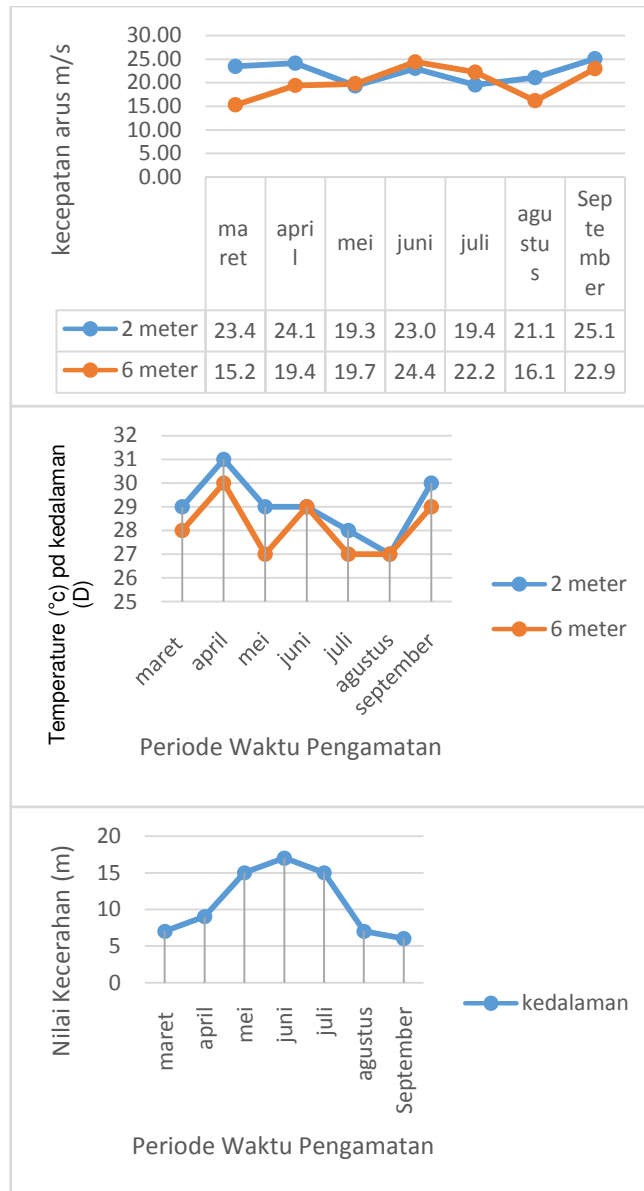 kecepatan arus m/s
30.00
25.00
20.00
15.00
10.00
5.00
0.00
ma
ret
apri
l
mei
juni
juli
agu
stu
s
Sep
te
mb
er
2 meter 23.4 24.1 19.3 23.0 19.4 21.1 25.1
6 meter 15.2 19.4 19.7 24.4 22.2 16.1 22.9
Temperature (°c) pd kedalaman
(D)
32
31
30
29
28
27
26
25
maret
april
mei
juni
juli
agustus
september
Periode Waktu Pengamatan
2 meter
6 meter
Nilai Kecerahan (m)
20
15
10
5
0
maret
april
mei
juni
juli
agustus
September
Periode Waktu Pengamatan
kedalaman